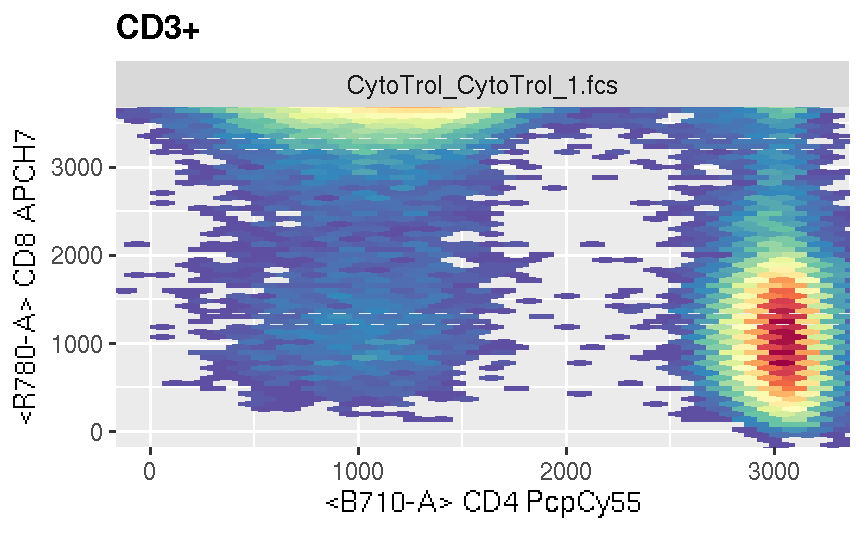 CD3+
CytoTrol_CytoTrol_1.fcs
<R780-A> CD8 APCH7
3000
2000
1000
0
0
1000
2000
3000
<B710-A> CD4 PcpCy55